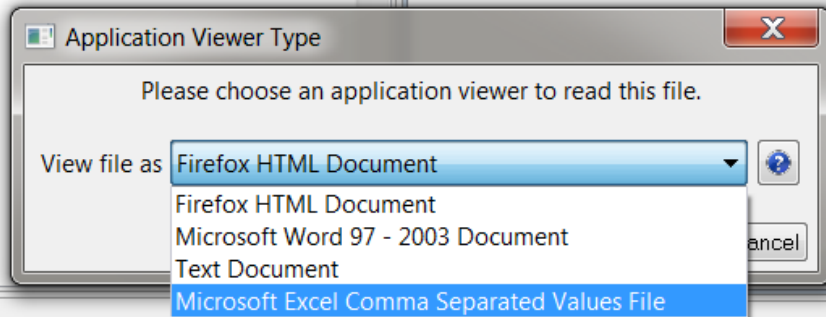 Application Viewer Type
X
Please choose an application viewer to read this file.
View file as Firefox HTML Document ?
Firefox HTML Document
Microsoft Word 97 - 2003 Document
ancel
Text Document
Microsoft Excel Comma Separated Values File